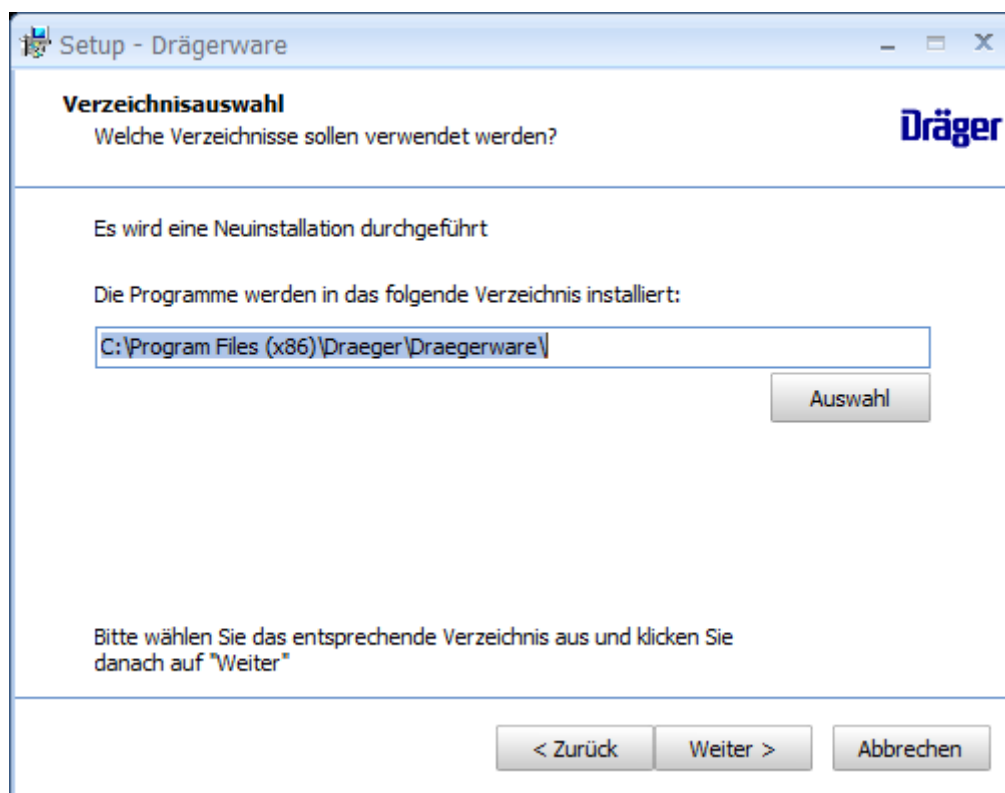 Setup - Drägerware
Verzeichnisauswahl
Welche Verzeichnisse sollen verwendet werden?
Dräger
Es wird eine Neuinstallation durchgeführt
Die Programme werden in das folgende Verzeichnis installiert:
C:\Program Files (x86)\Draeger\Draegerware\
Auswahl
Bitte wählen Sie das entsprechende Verzeichnis aus und klicken Sie
danach auf "Weiter"
< Zurück
Weiter >
Abbrechen